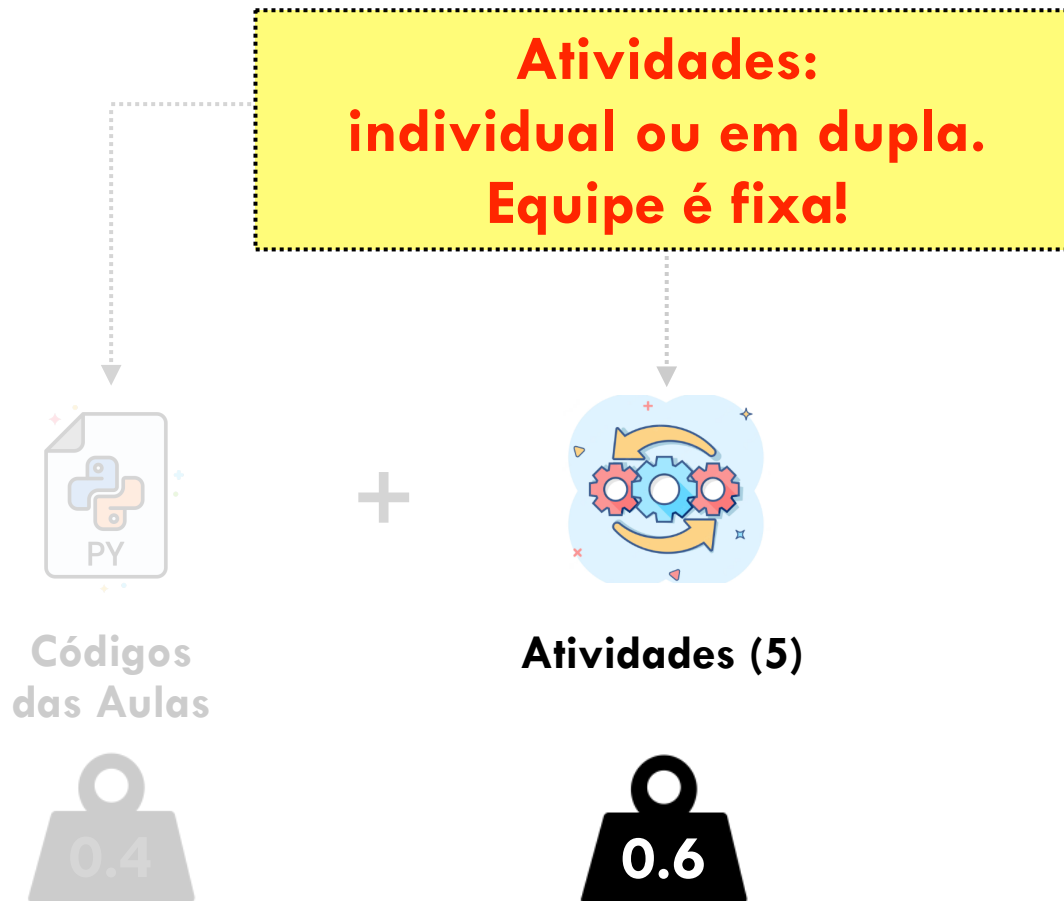 Atividades:
individual ou em dupla.
Equipe é fixa!
PY
+
Códigos
das Aulas
Atividades (5)
0.4
0.6